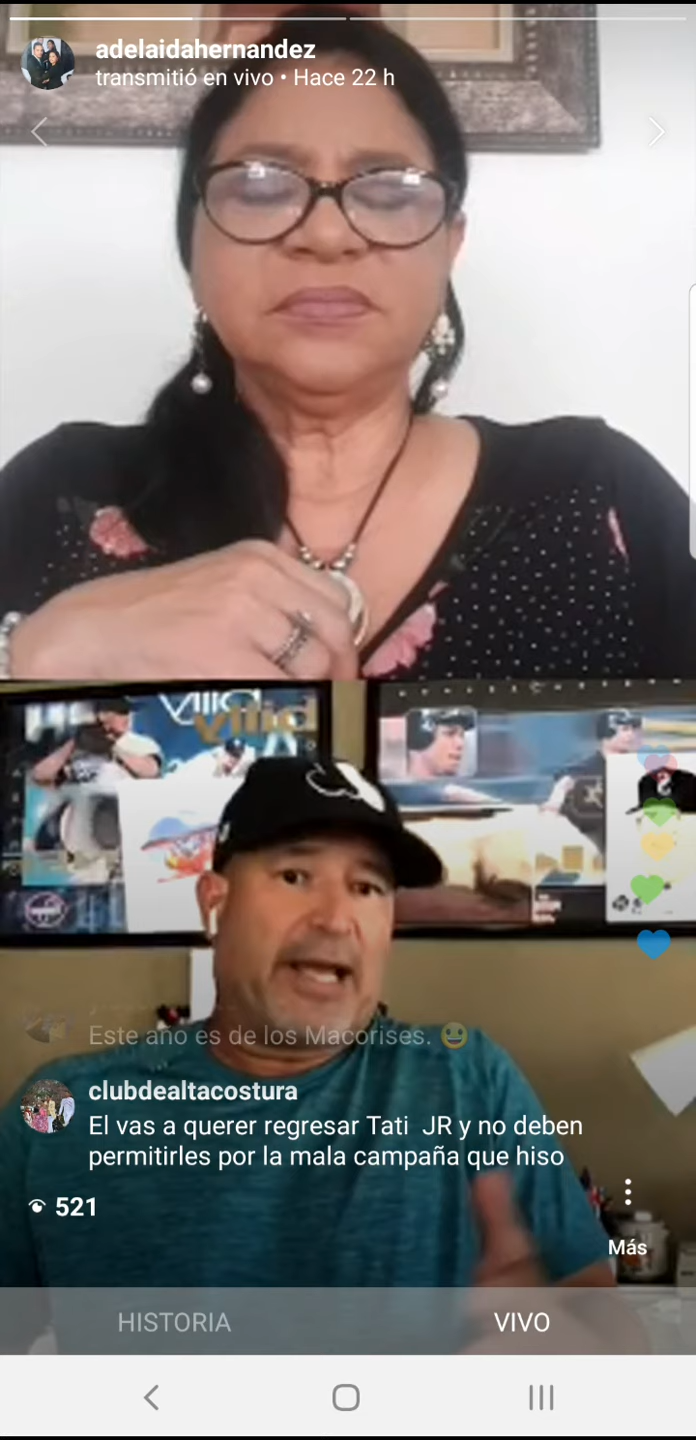 adelaidahernandez
transmitió en vivo • Hace 22 h
Este año es de los Macorises. 😃
clubdealtacostura
El vas a querer regresar Tati JR y no deben
permitirles por la mala campaña que hiso
521
Más
HISTORIA
VIVO